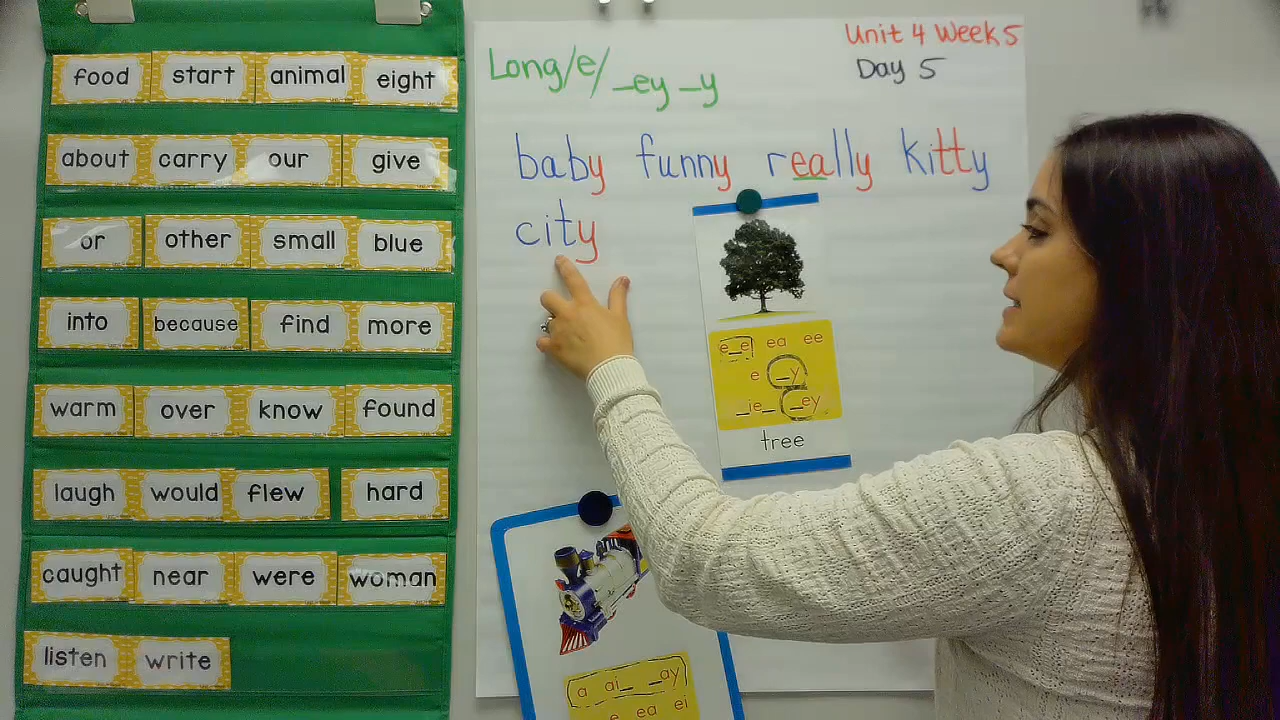 food start animal eight
about carry our give
or other small blue
into because find more
warm over know found
laugh would flew hard
caught near were woman
listen write
Unit 4 Week 5
Day 5
Long /e/ _ey _y
baby funny really kitty
city
e_e ea ee
e _y
_ie_ _ey
tree
a ai_ _ay
e ea ei